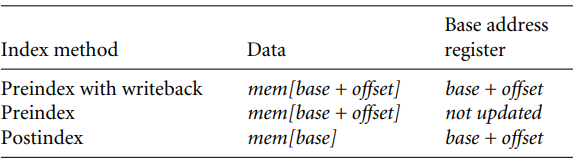 Base address
Index method Data register
Preindex with writeback mem[base + offset] base + offset
Preindex mem[base + offset] not updated
Postindex mem[base] base + offset